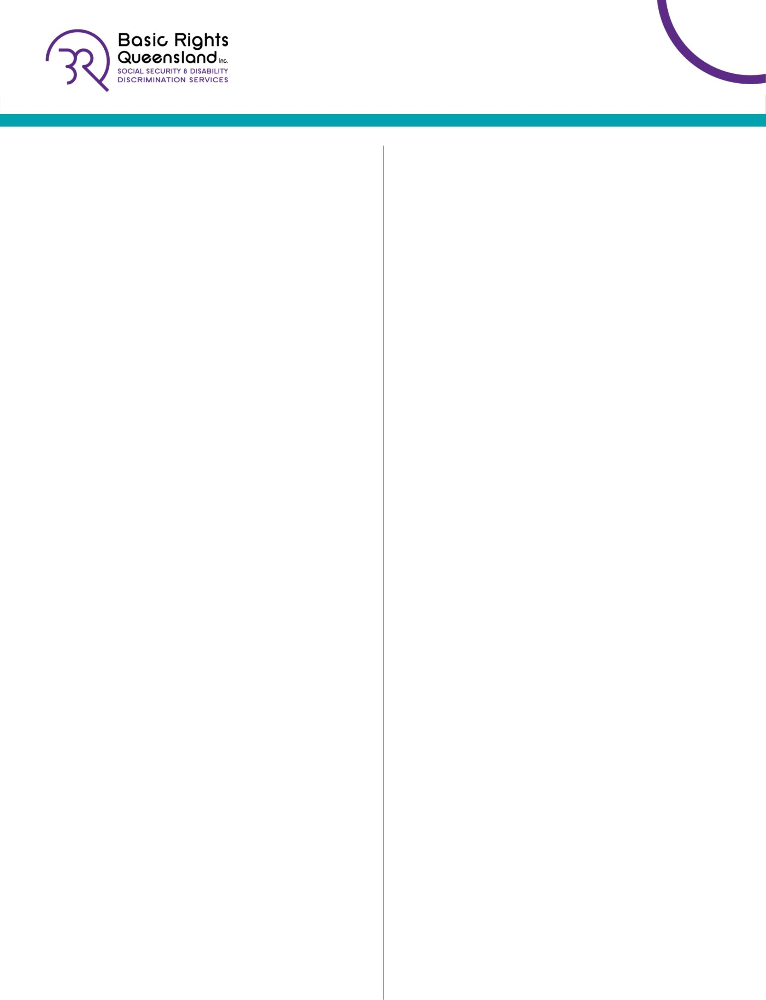 Basic Rights
Queensland Inc.
SOCIAL SECURITY & DISABILITY
DISCRIMINATION SERVICES